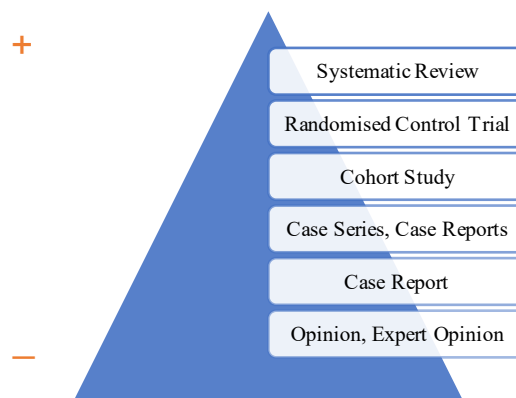 +
Systematic Review
Randomised Control Trial
Cohort Study
Case Series, Case Reports
Case Report
Opinion, Expert Opinion
–